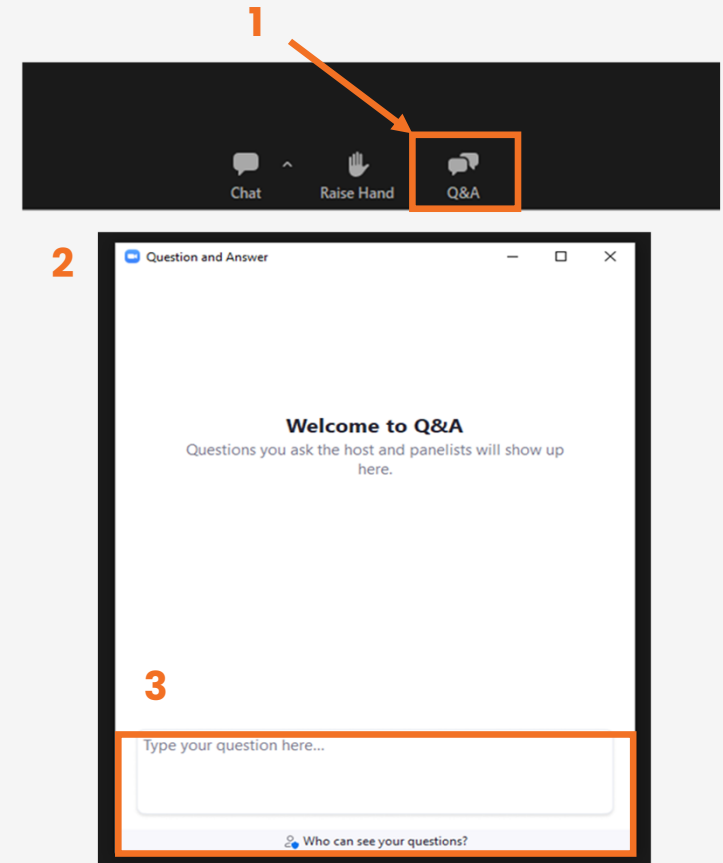 1
Chat
Raise Hand
Q&A
2
Question and Answer
Welcome to Q&A
Questions you ask the host and panelists will show up
here.
3
Type your question here...
Who can see your questions?